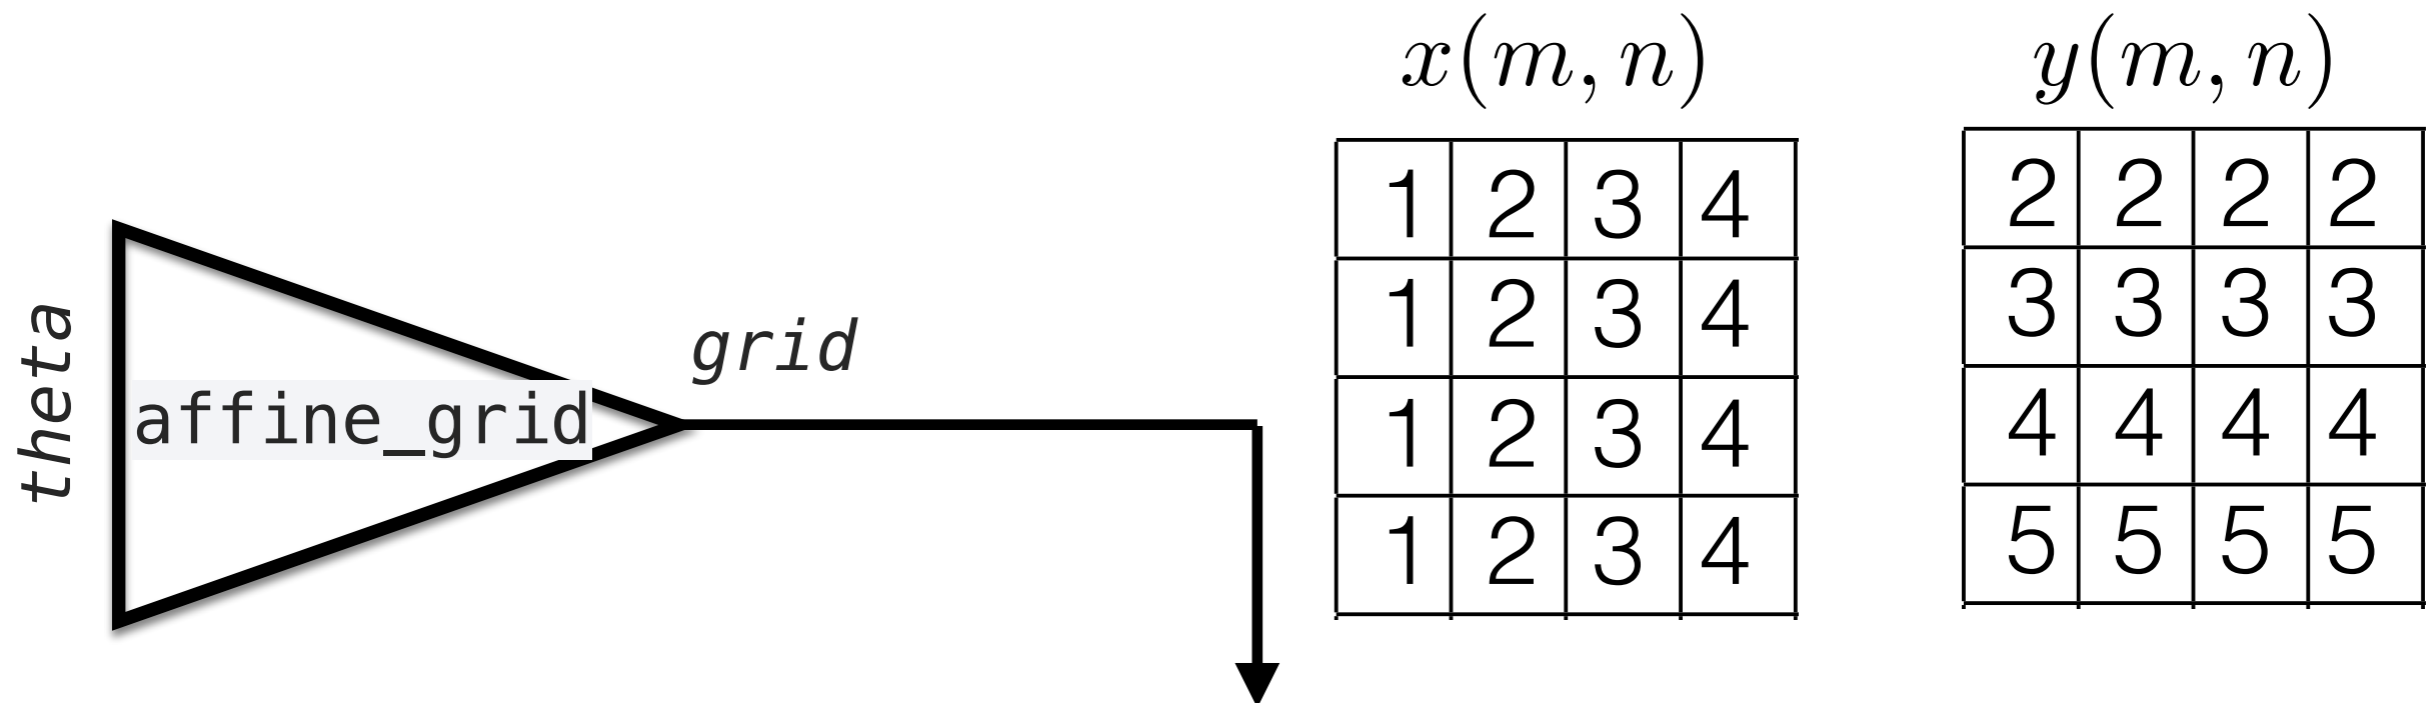 x(m, n)
y(m, n)
theta
affine_grid
grid
1 2 3 4
1 2 3 4
1 2 3 4
1 2 3 4
2 2 2 2
3 3 3 3
4 4 4 4
5 5 5 5